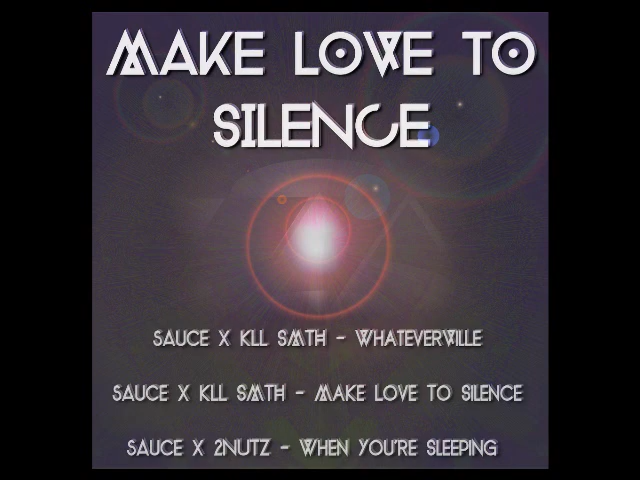 MAKE LOVE TO
SILENCE
SAUCE X KLL SMTH - WHATEVERVILLE
SAUCE X KLL SMTH - MAKE LOVE TO SILENCE
SAUCE X 2NUTZ - WHEN YOU'RE SLEEPING